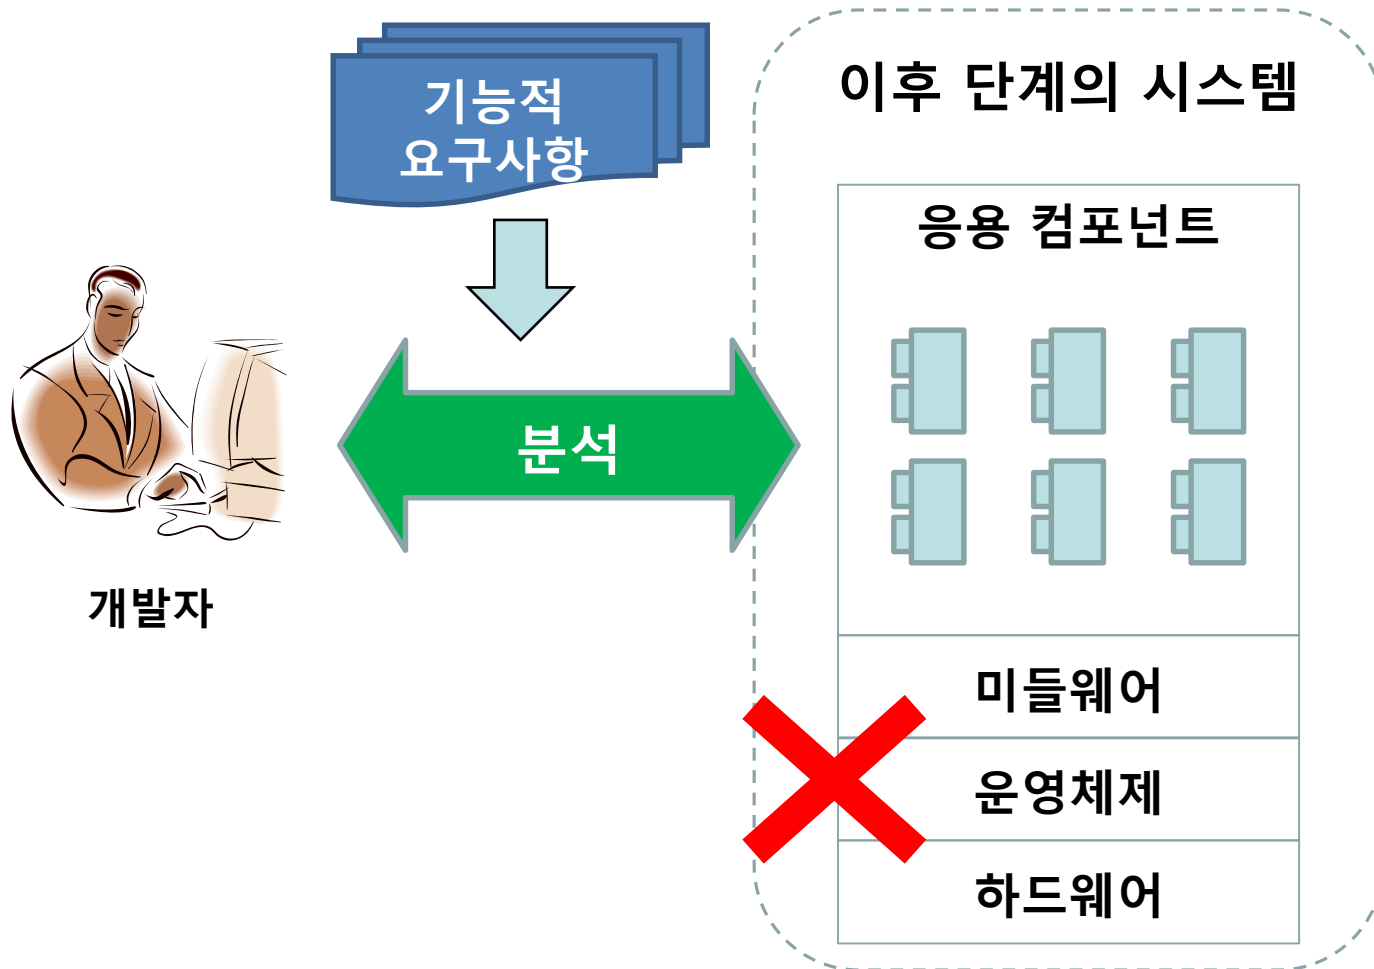 기능적
요구사항
이후 단계의 시스템
응용 컴포넌트
분석
개발자
미들웨어
운영체제
하드웨어